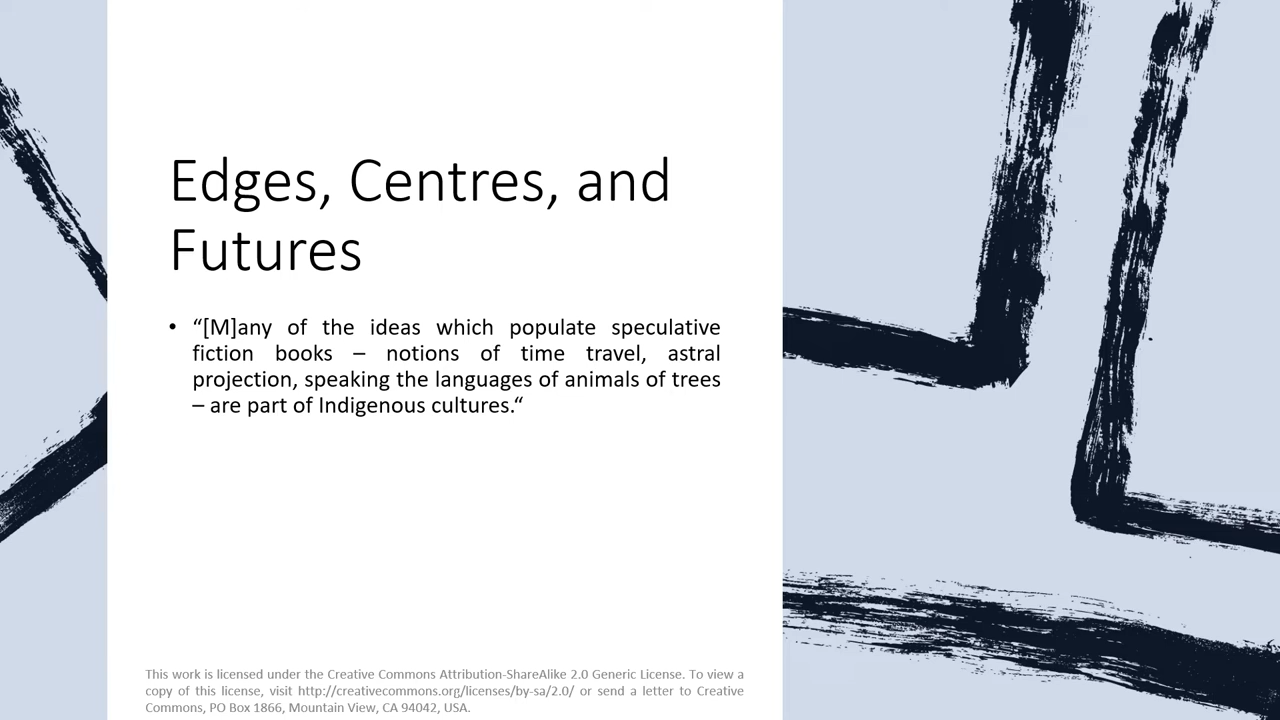 Edges, Centres, and
Futures
• “[M]any of the ideas which populate speculative
fiction books – notions of time travel, astral
projection, speaking the languages of animals of trees
– are part of Indigenous cultures.“
This work is licensed under the Creative Commons Attribution-ShareAlike 2.0 Generic License. To view a
copy of this license, visit http://creativecommons.org/licenses/by-sa/2.0/ or send a letter to Creative
Commons, PO Box 1866, Mountain View, CA 94042, USA.